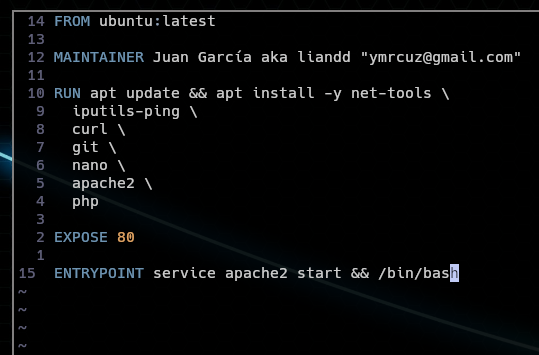 14 FROM ubuntu:latest
13
12 MAINTAINER Juan García aka liandd "ymrcuz@gmail.com"
11
10 RUN apt update && apt install -y net-tools \
9 iputils-ping \
8 curl \
7 git \
6 nano \
5 apache2 \
4 php
3
2 EXPOSE 80
1
15 ENTRYPOINT service apache2 start && /bin/bash
~
~
~
~